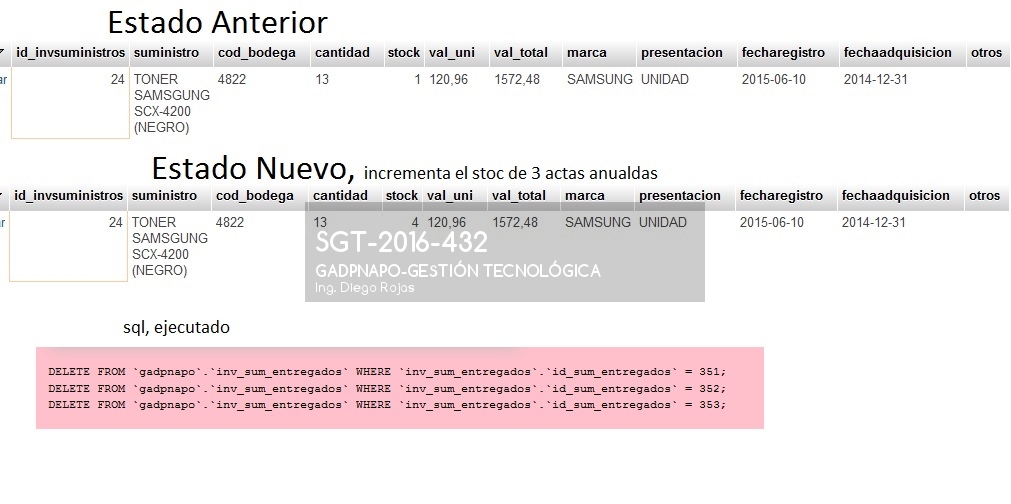 Estado Anterior
id_invsuministros suministro cod_bodega cantidad stock val_uni val_total marca presentacion fecharegistro fechaadquisicion otros
ar 24 TONER 4822 13 1 120,96 1572,48 SAMSUNG UNIDAD 2015-06-10 2014-12-31
SAMSGUNG
SCX-4200
(NEGRO)
Estado Nuevo, incrementa el stoc de 3 actas anualdas
id_invsuministros suministro cod_bodega cantidad stock val_uni val_total marca presentacion fecharegistro fechaadquisicion otros
ar 24 TONER 4822 13 4 120,96 1572,48 SAMSUNG UNIDAD 2015-06-10 2014-12-31
SAMSGUNG
SCX-4200
(NEGRO)
SGT-2016-432
GADPNAPO-GESTIÓN TECNOLÓGICA
Ing. Diego Rojas
sql, ejecutado
DELETE FROM `gadpnapo`.`inv_sum_entregados` WHERE `inv_sum_entregados`.`id_sum_entregados` = 351;
DELETE FROM `gadpnapo`.`inv_sum_entregados` WHERE `inv_sum_entregados`.`id_sum_entregados` = 352;
DELETE FROM `gadpnapo`.`inv_sum_entregados` WHERE `inv_sum_entregados`.`id_sum_entregados` = 353;